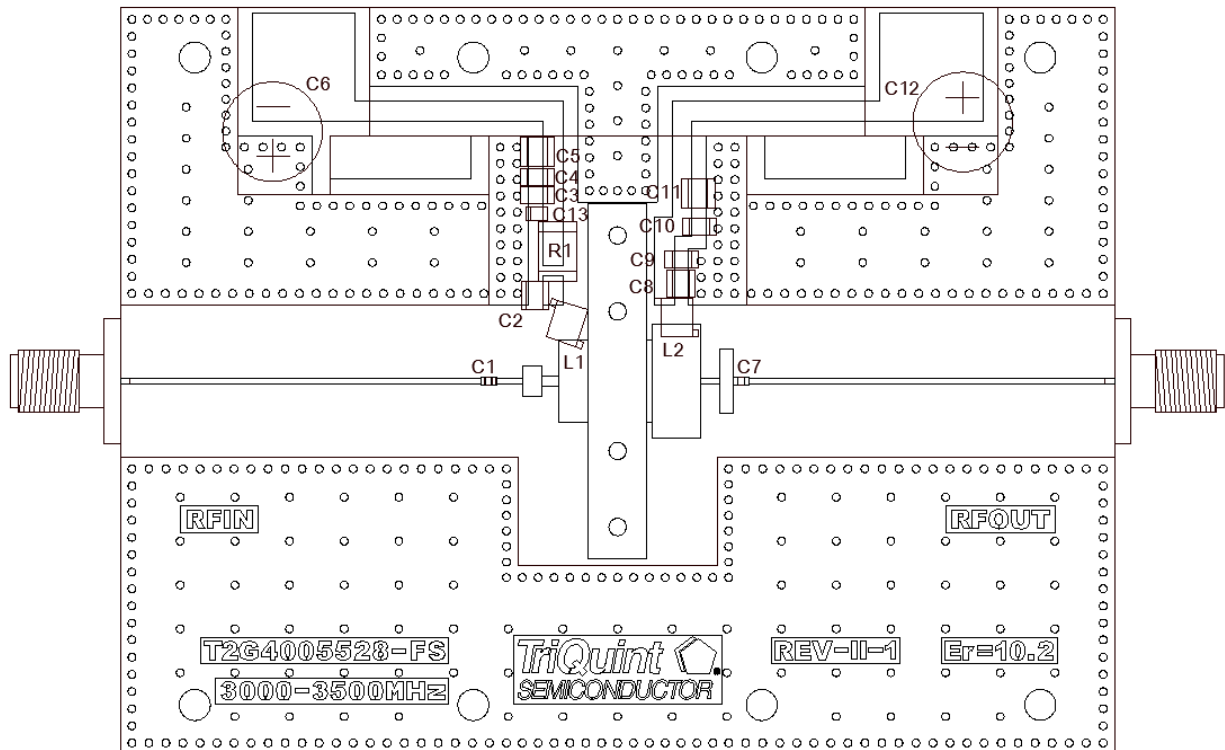 C6
C12
C5
C4
C3
C13
C11
C10
R1
C9
C8
C2
L1
L2
C1
C7
RFIN
RFOUT
T2G4005528-FS
TriQuint
REV-II-1
Er=10.2
3000-3500MHz
SEMICONDUCTOR